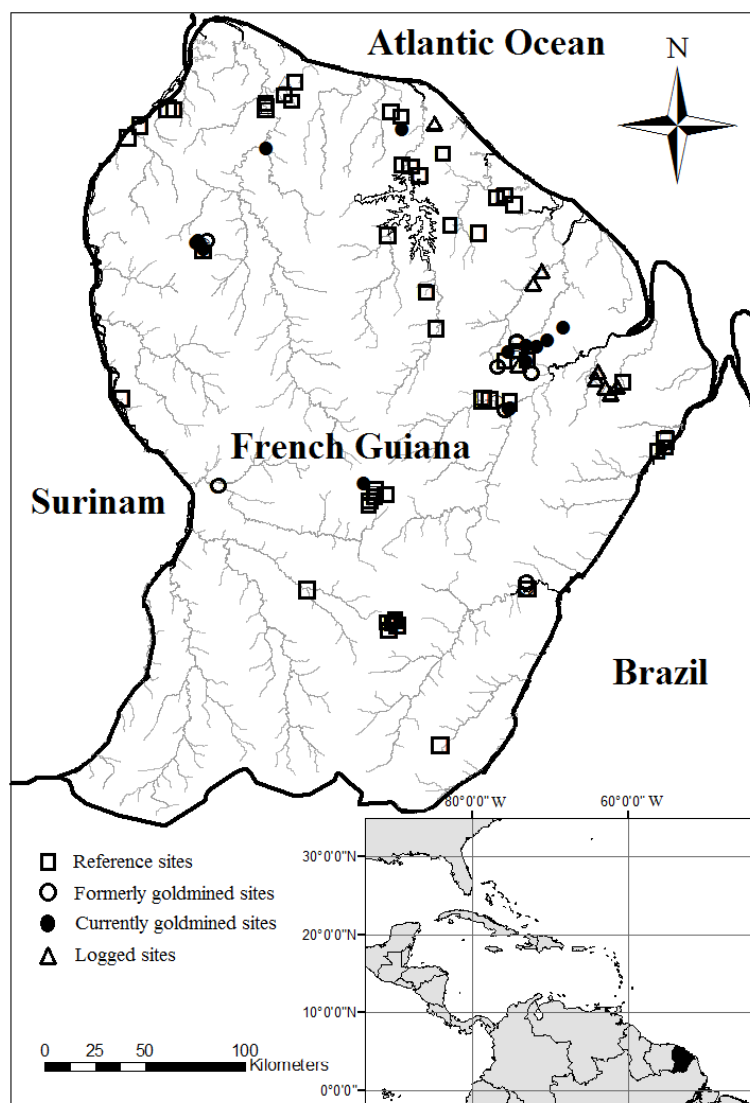 Atlantic Ocean
N
French Guiana
Surinam
Brazil
80°0'0"W
60°0'0"W
Reference sites
Formerly goldmined sites
Currently goldmined sites
Logged sites
30°0'0"N
20°0'0"N
10°0'0"N
0°0'0"
0 25 50 100
Kilometers